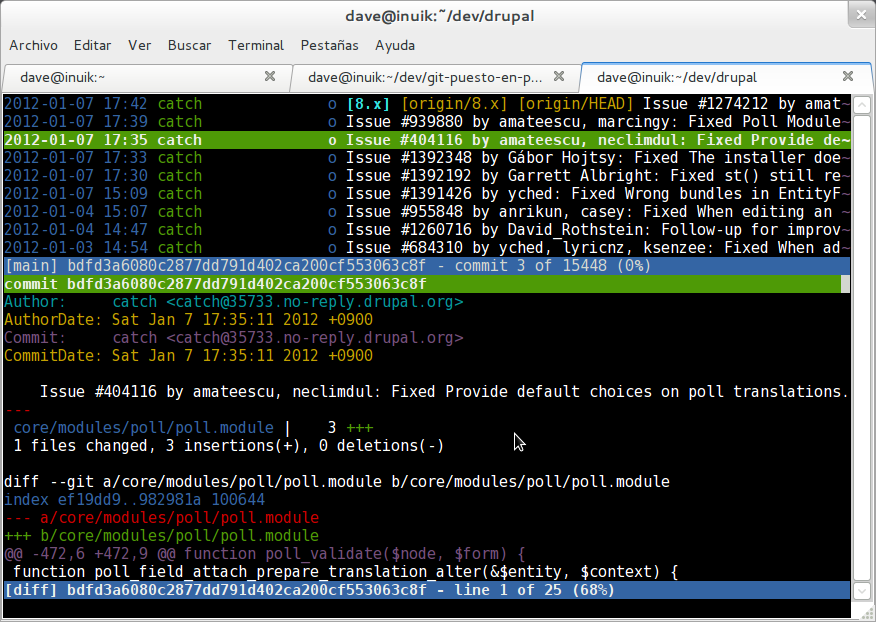 dave@inuik:~/dev/drupal
Archivo Editar Ver Buscar Terminal Pestañas Ayuda
dave@inuik:~ dave@inuik:~/dev/git-puesto-en-p... dave@inuik:~/dev/drupal
2012-01-07 17:42 catch o [8.x] [origin/8.x] [origin/HEAD] Issue #1274212 by amat~
2012-01-07 17:39 catch o Issue #939880 by amateescu, marcingy: Fixed Poll Module~
2012-01-07 17:35 catch o Issue #404116 by amateescu, neclimdul: Fixed Provide de~
2012-01-07 17:33 catch o Issue #1392348 by Gábor Hojtsy: Fixed The installer doe~
2012-01-07 17:30 catch o Issue #1392192 by Garrett Albright: Fixed st() still re~
2012-01-07 15:09 catch o Issue #1391426 by yched: Fixed Wrong bundles in EntityF~
2012-01-04 15:07 catch o Issue #955848 by anrikun, casey: Fixed When editing an ~
2012-01-04 14:47 catch o Issue #1260716 by David_Rothstein: Follow-up for improv~
2012-01-03 14:54 catch o Issue #684310 by yched, lyricnz, ksenzee: Fixed When ad~
[main] bdfd3a6080c2877dd791d402ca200cf553063c8f - commit 3 of 15448 (0%)
commit bdfd3a6080c2877dd791d402ca200cf553063c8f
Author: catch <catch@35733.no-reply.drupal.org>
AuthorDate: Sat Jan 7 17:35:11 2012 +0900
Commit: catch <catch@35733.no-reply.drupal.org>
CommitDate: Sat Jan 7 17:35:11 2012 +0900
Issue #404116 by amateescu, neclimdul: Fixed Provide default choices on poll translations.
---
core/modules/poll/poll.module | 3 +++
1 files changed, 3 insertions(+), 0 deletions(-)
diff --git a/core/modules/poll/poll.module b/core/modules/poll/poll.module
index ef19dd9..982981a 100644
--- a/core/modules/poll/poll.module
+++ b/core/modules/poll/poll.module
@@ -472,6 +472,9 @@ function poll_validate($node, $form) {
function poll_field_attach_prepare_translation_alter(&$entity, $context) {
[diff] bdfd3a6080c2877dd791d402ca200cf553063c8f - line 1 of 25 (68%)